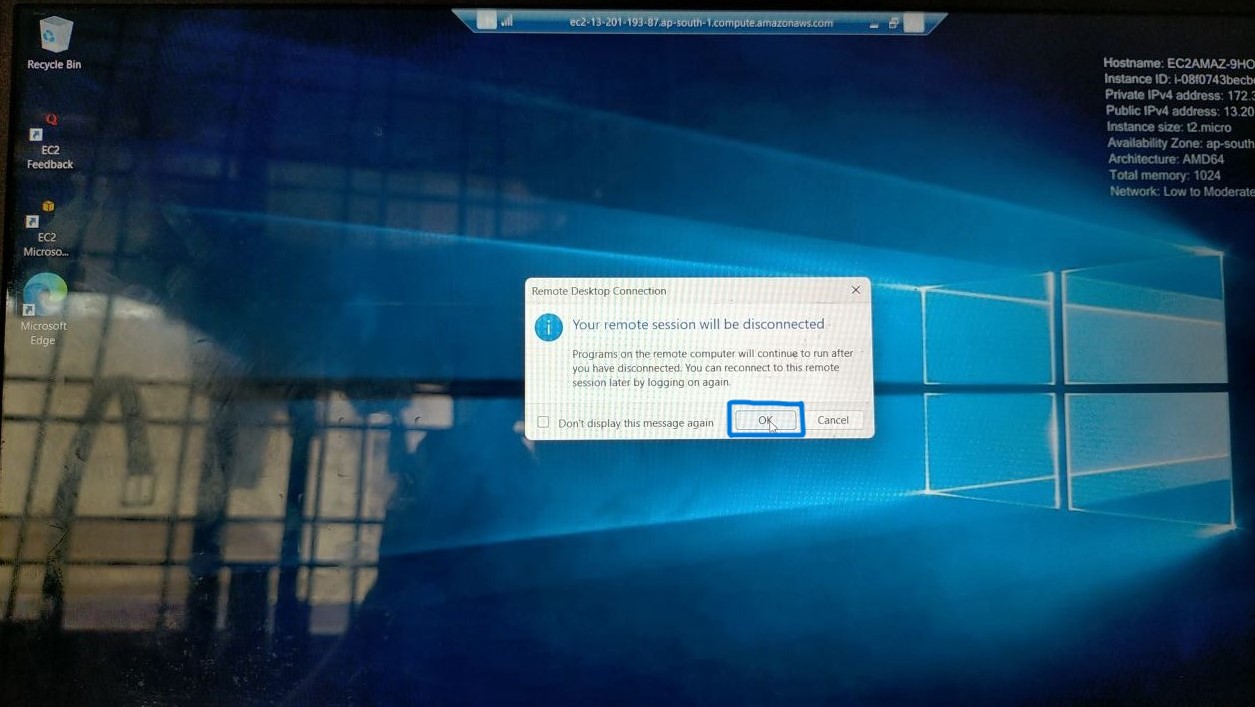 ec2-13-201-193-87.ap-south-1.compute.amazonaws.com
Recycle Bin
EC2
Feedback
EC2
Microso...
Microsoft
Edge
Hostname: EC2AMAZ-9HO
Instance ID: i-08f0743becb
Private IPv4 address: 172.3
Public IPv4 address: 13.20
Instance size: t2.micro
Availability Zone: ap-south
Architecture: AMD64
Total memory: 1024
Network: Low to Moderate
Remote Desktop Connection
Your remote session will be disconnected
Programs on the remote computer will continue to run after
you have disconnected. You can reconnect to this remote
session later by logging on again.
Don't display this message again
OK
Cancel